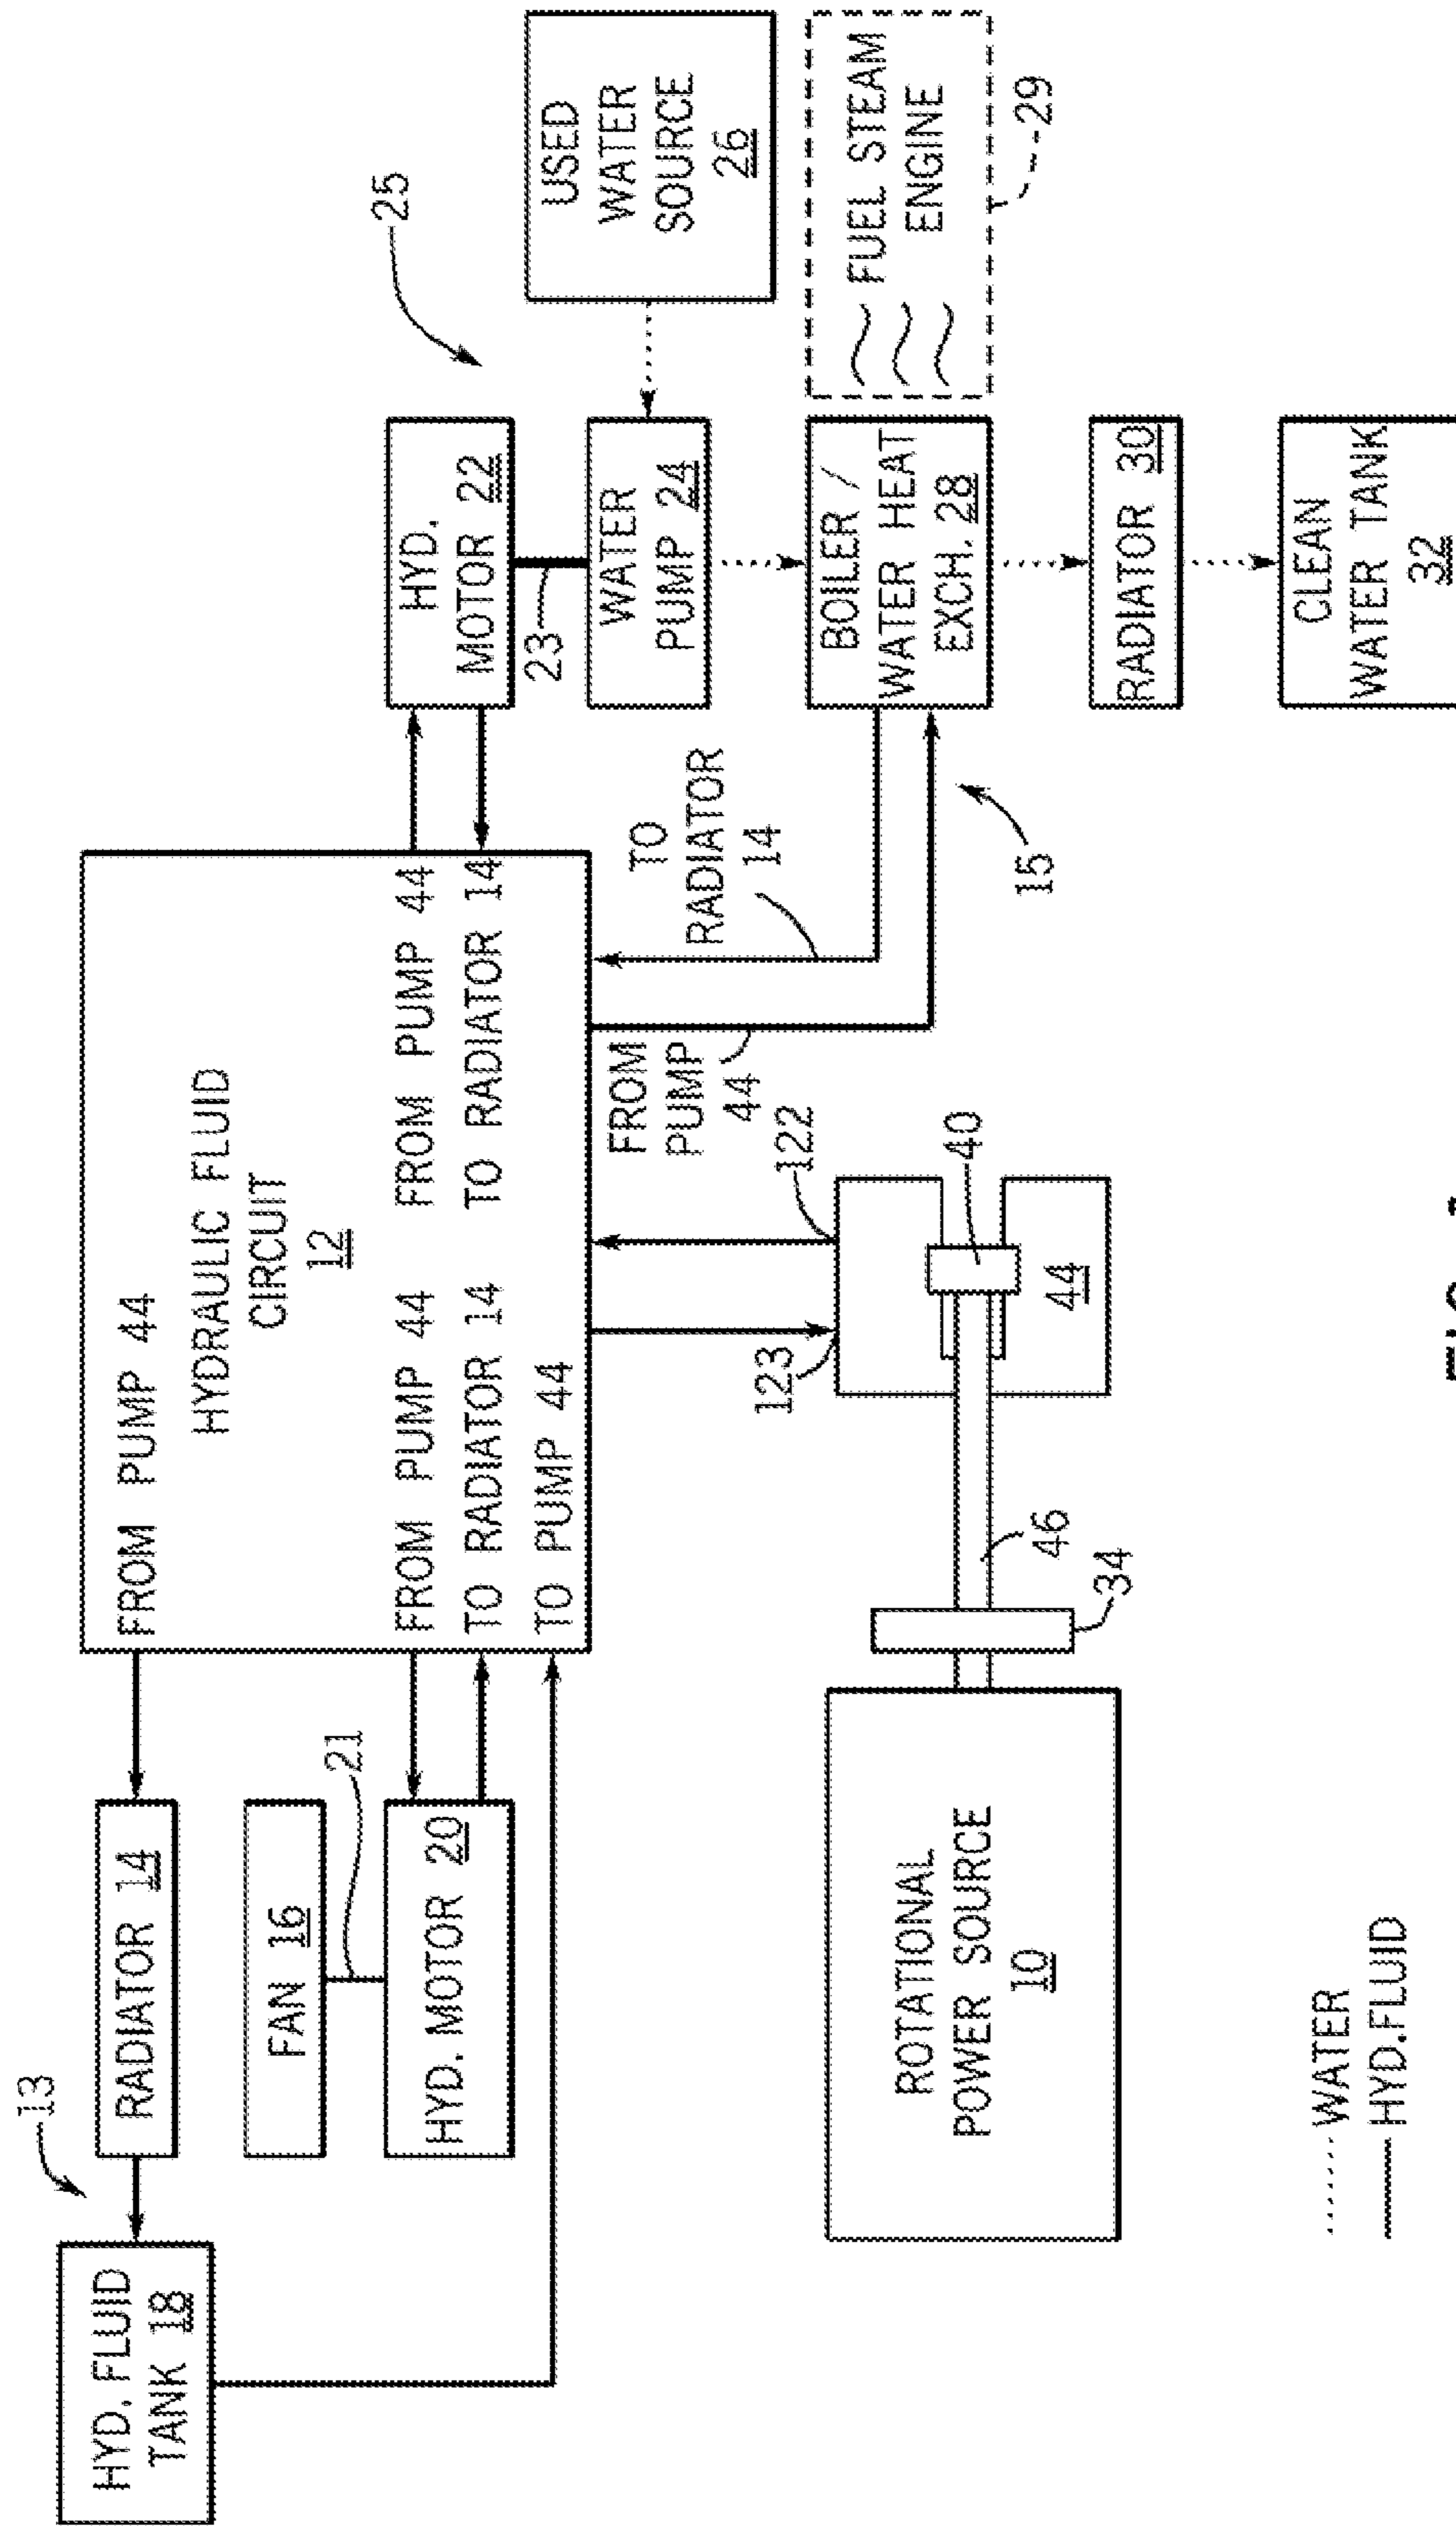 13
HYD. FLUID
TANK 18
RADIATOR 14
FAN 16
21
HYD. MOTOR 20
FROM PUMP 44
HYDRAULIC FLUID
CIRCUIT
12
FROM PUMP 44
FROM PUMP 44
TO RADIATOR 14
TO RADIATOR 14
TO PUMP 44
25
HYD.
MOTOR 22
23
WATER
PUMP 24
USED
WATER
SOURCE
26
TO
RADIATOR
14
FROM
PUMP
44
15
BOILER /
WATER HEAT
EXCH. 28
FUEL STEAM
ENGINE
29
RADIATOR 30
CLEAN
WATER TANK
32
ROTATIONAL
POWER SOURCE
10
34
46
123
122
40
44
WATER
HYD.FLUID